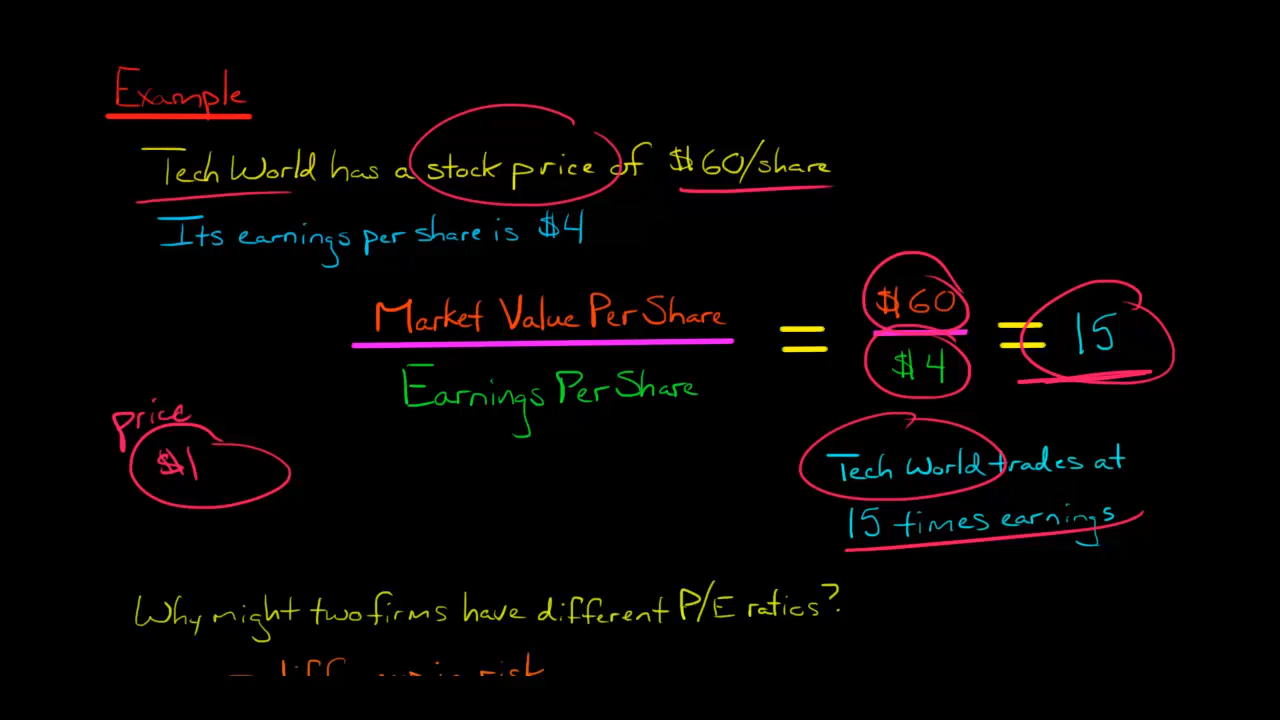 Example
Tech World has a stock price of $60/share
Its earnings per share is $4
Market Value Per Share
Earnings Per Share
= $60
$4
= 15
price
$1
Tech World trades at
15 times earnings
Why might two firms have different P/E ratios?